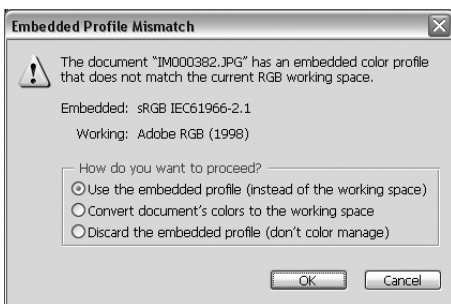 Embedded Profile Mismatch
The document "IM000382.JPG" has an embedded color profile
that does not match the current RGB working space.
Embedded: sRGB IEC61966-2.1
Working: Adobe RGB (1998)
How do you want to proceed?
Use the embedded profile (instead of the working space)
Convert document's colors to the working space
Discard the embedded profile (don't color manage)
OK Cancel